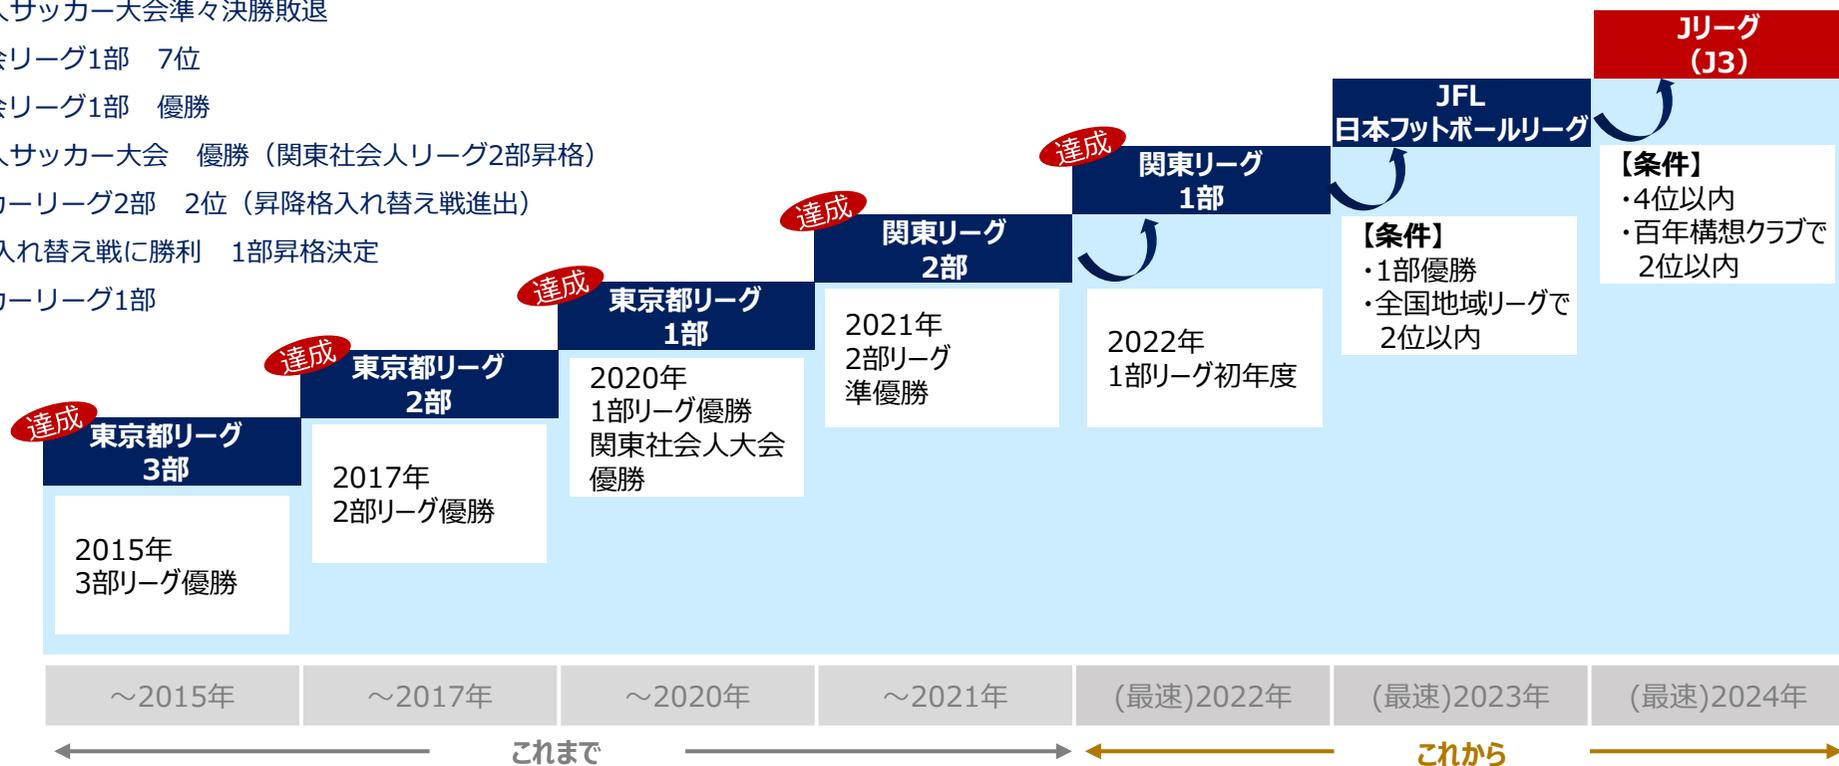 人サッカー大会準々決勝敗退
会リーグ1部　7位
会リーグ1部　優勝
人サッカー大会　優勝（関東社会人リーグ2部昇格）
カーリーグ2部　2位（昇降格入れ替え戦進出）
入れ替え戦に勝利　1部昇格決定
カーリーグ1部
達成
東京都リーグ
3部
2015年
3部リーグ優勝
達成
東京都リーグ
2部
2017年
2部リーグ優勝
達成
東京都リーグ
1部
2020年
1部リーグ優勝
関東社会人大会
優勝
達成
関東リーグ
2部
2021年
2部リーグ
準優勝
達成
関東リーグ
1部
2022年
1部リーグ初年度
JFL
日本フットボールリーグ
【条件】
・1部優勝
・全国地域リーグで
2位以内
Jリーグ
（J3）
【条件】
・4位以内
・百年構想クラブで
2位以内
～2015年
～2017年
～2020年
～2021年
(最速)2022年
(最速)2023年
(最速)2024年
これまで
これから